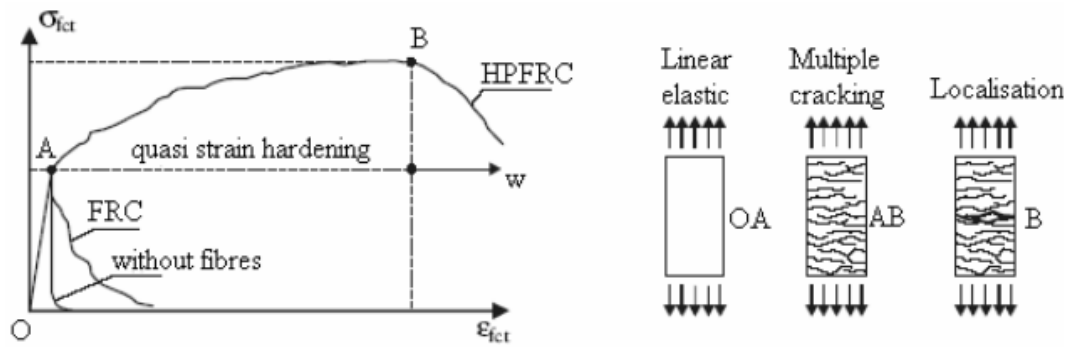 σfct
B
HPFRC
A
quasi strain hardening
w
FRC
without fibres
O
εfct
Linear
elastic
OA
Multiple
cracking
AB
Localisation
B